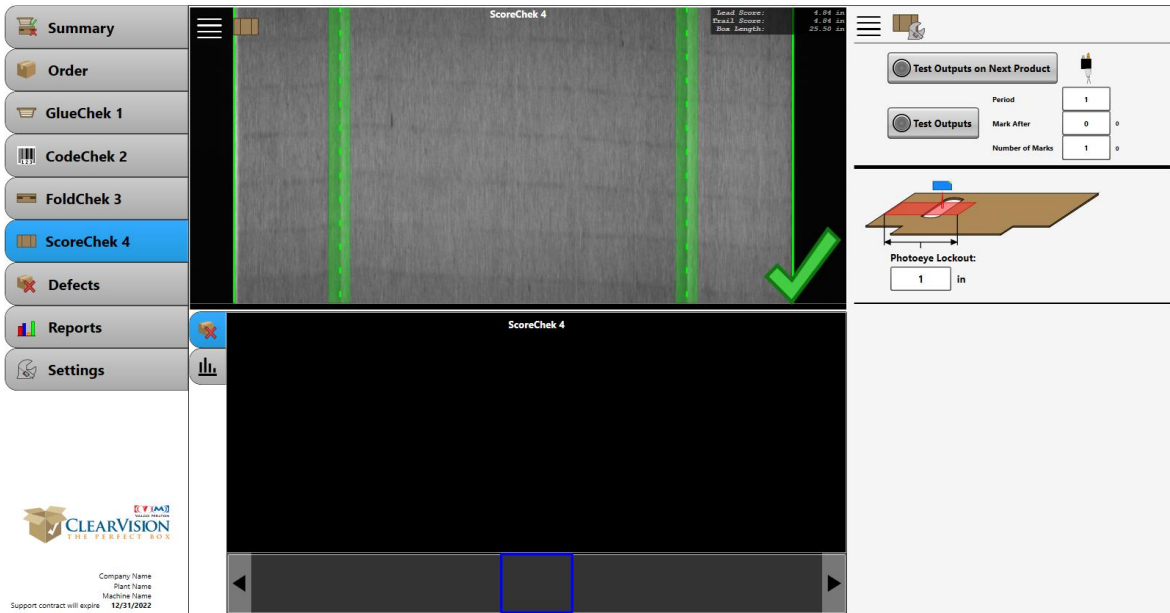 Summary
Order
GlueChek 1
CodeChek 2
FoldChek 3
ScoreChek 4
Defects
Reports
Settings
VALCO MELTON
CLEARVISION
THE PERFECT BOX
Company Name
Plant Name
Machine Name
Support contract will expire 12/31/2022
ScoreChek 4
Lead Score: 4.84 in
Trail Score: 4.84 in
Box Length: 25.50 in
ScoreChek 4
Test Outputs on Next Product
Test Outputs
Period 1
Mark After 0 0
Number of Marks 1 0
Photoeye Lockout:
1 in